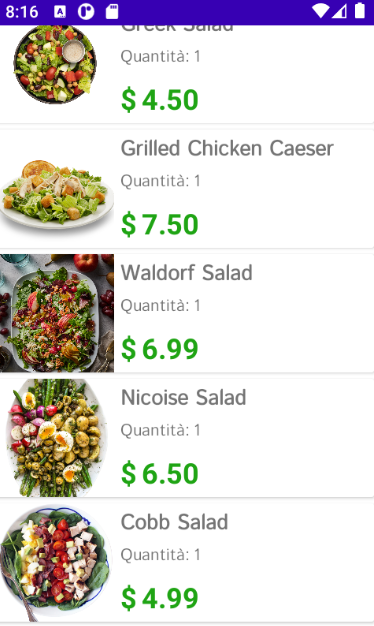 8:16
Greek Salad
Quantità: 1
$ 4.50
Grilled Chicken Caeser
Quantità: 1
$ 7.50
Waldorf Salad
Quantità: 1
$ 6.99
Nicoise Salad
Quantità: 1
$ 6.50
Cobb Salad
Quantità: 1
$ 4.99